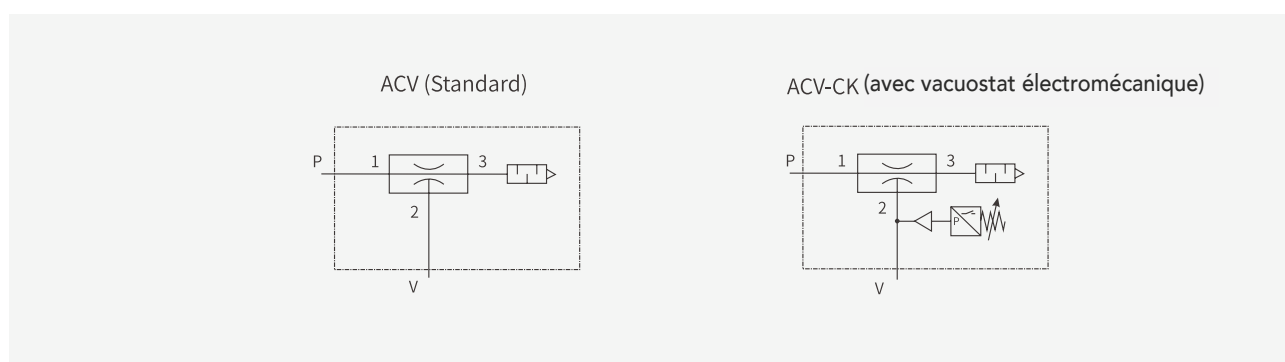 ACV (Standard)
P 1 3
2
V
ACV-CK (avec vacuostat électromécanique)
P 1 3
2
P
V